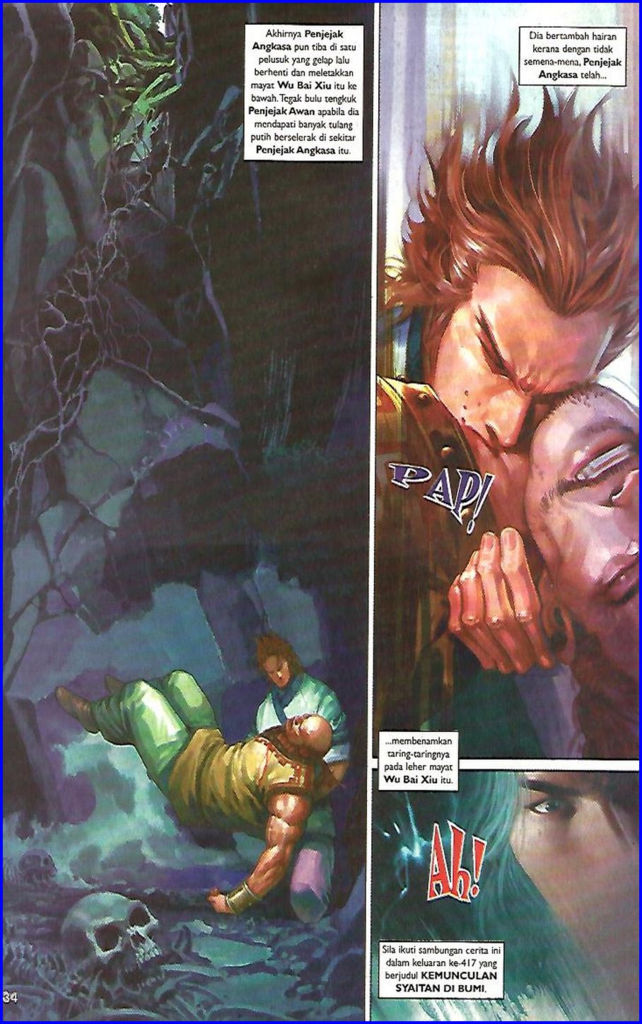 Akhirnya Penjejak
Angkasa pun tiba di satu
pelusuk yang gelap lalu
berhenti dan meletakkan
mayat Wu Bai Xiu itu ke
bawah. Tegak bulu tengkuk
Penjejak Awan apabila dia
mendapati banyak tulang
putih berselerak di sekitar
Penjejak Angkasa itu.
Dia bertambah hairan
kerana dengan tidak
semena-mena, Penjejak
Angkasa telah...
PAP!
...membenamkan
taring-taringnya
pada leher mayat
Wu Bai Xiu itu.
Ah!
Sila ikuti sambungan cerita ini
dalam keluaran ke-417 yang
berjudul KEMUNCULAN
SYAITAN DI BUMI.
34